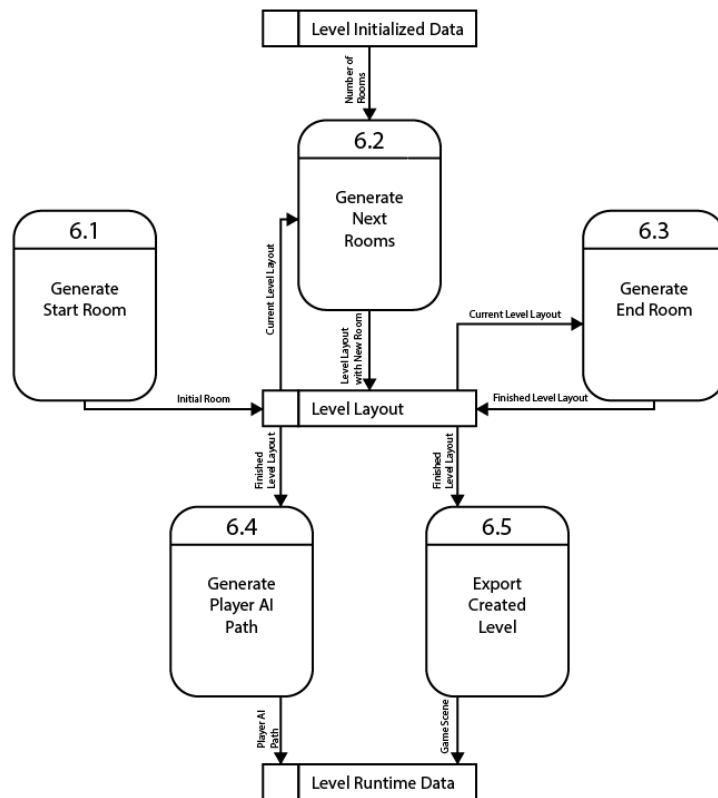 Level Initialized Data
Number of
Rooms
6.2
Generate
Next
Rooms
6.1
Generate
Start Room
6.3
Generate
End Room
Current Level Layout
Level Layout
with New Room
Current Level Layout
Initial Room
Level Layout
Finished Level Layout
Finished
Level Layout
Finished
Level Layout
6.4
Generate
Player AI
Path
6.5
Export
Created
Level
Player AI
Path
Game Scene
Level Runtime Data